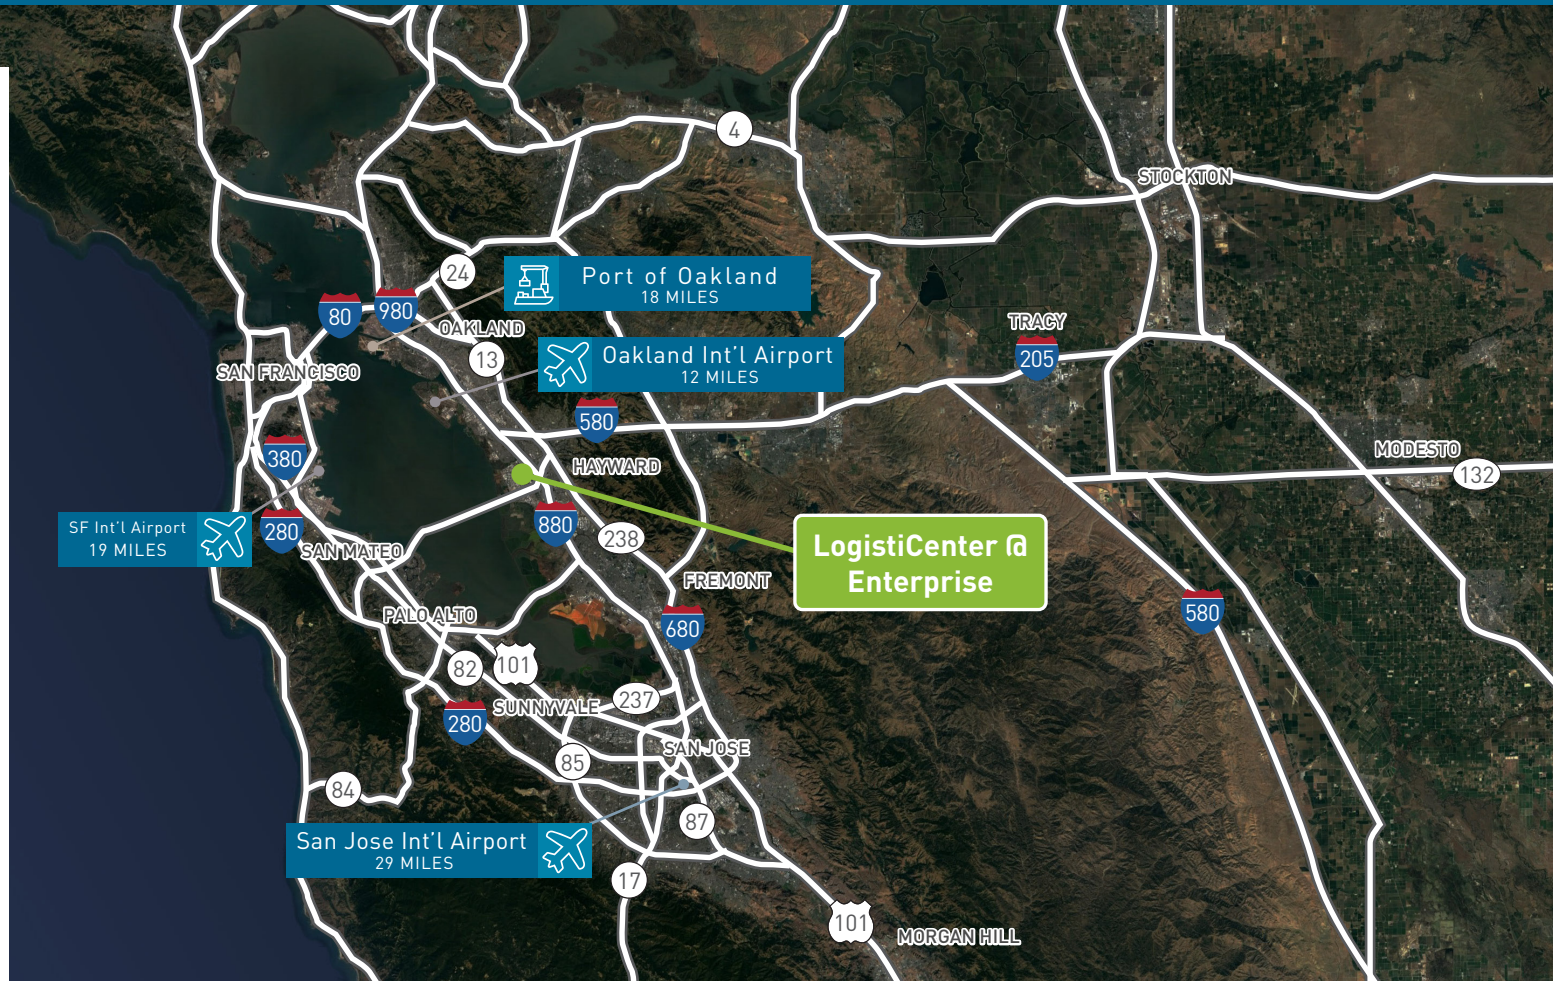 4
STOCKTON
24
Port of Oakland
18 MILES
80
980
OAKLAND
TRACY
13
205
Oakland Int'l Airport
12 MILES
SAN FRANCISCO
580
380
HAYWARD
MODESTO
132
SF Int'l Airport
19 MILES
280
880
238
SAN MATEO
LogistiCenter @
Enterprise
FREMONT
580
PALO ALTO
680
82
101
237
SUNNYVALE
280
SAN JOSE
85
84
87
San Jose Int'l Airport
29 MILES
17
101
MORGAN HILL